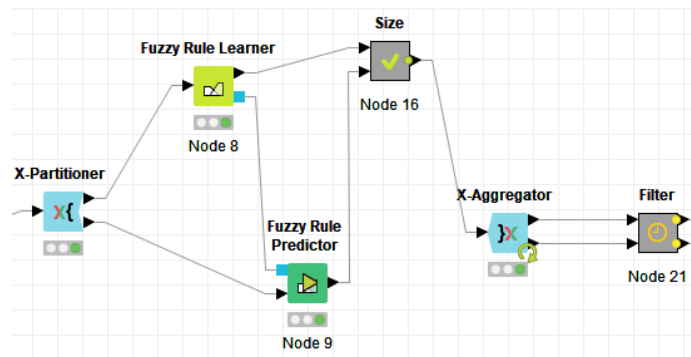 Size
Fuzzy Rule Learner
Node 16
Node 8
X-Partitioner
X{
X-Aggregator
Filter
Fuzzy Rule
Predictor
}X
Node 21
Node 9